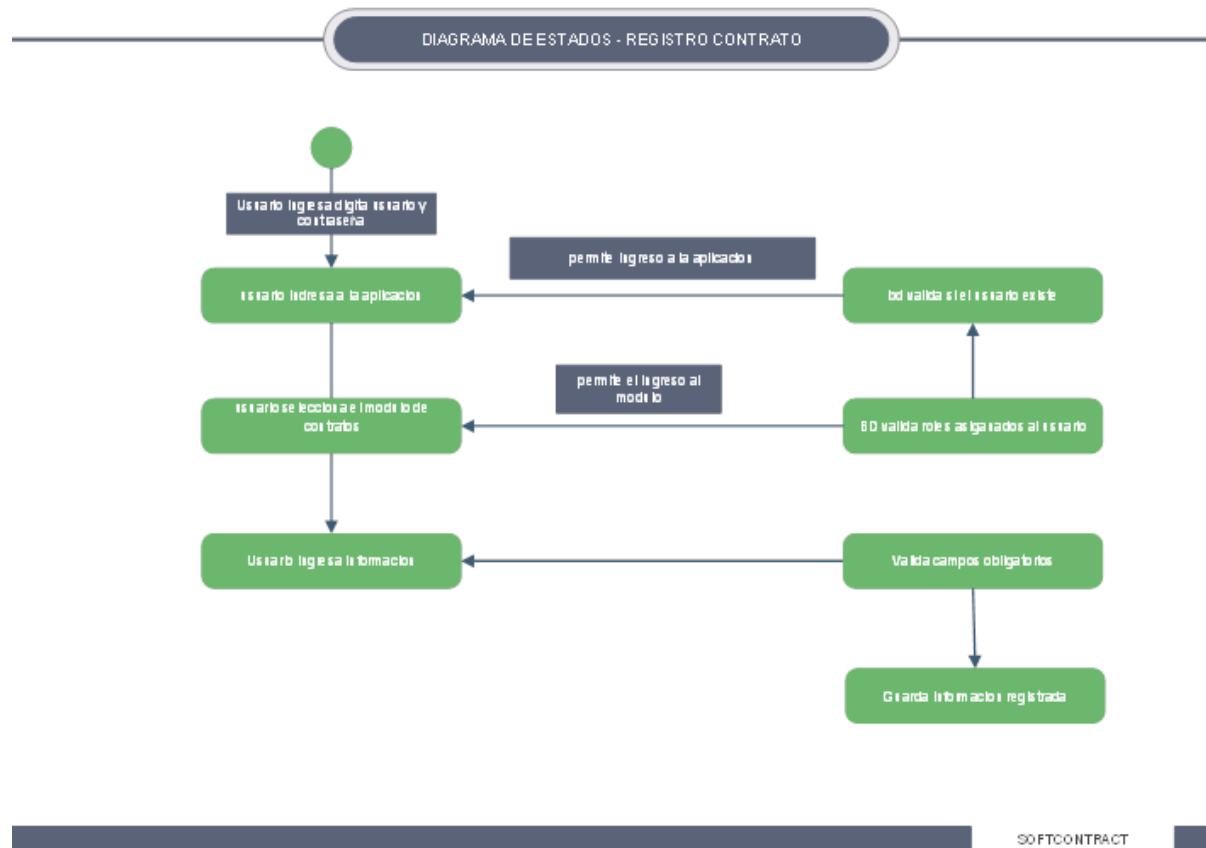 DIAGRAMA DE ESTADOS - REGISTRO CONTRATO
Usuario Ingresa digita usuario y
contraseña
permite Ingreso a la aplicacion
usuario indresa a la aplicacion
bd valida si el usuario existe
permite el Ingreso al
modulo
usuario selecciona el modulo de
contratos
BD valida roles asiganados al usuario
Usuario Ingresa Informacion
Valida campos obligatorios
Guarda Informacion registrada
SOFTCONTRACT